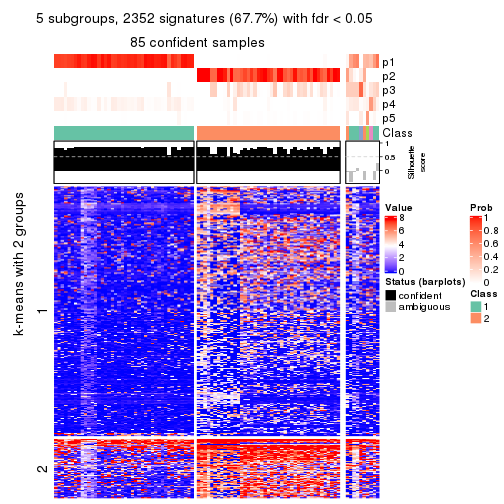 5 subgroups, 2352 signatures (67.7%) with fdr < 0.05
85 confident samples
p1
p2
p3
p4
p5
Class
1
0.5
0
Silhouette
score
k-means with 2 groups
1
2
Value
8
6
4
2
0
Status (barplots)
confident
ambiguous
Prob
1
0.8
0.6
0.4
0.2
0
Class
1
2